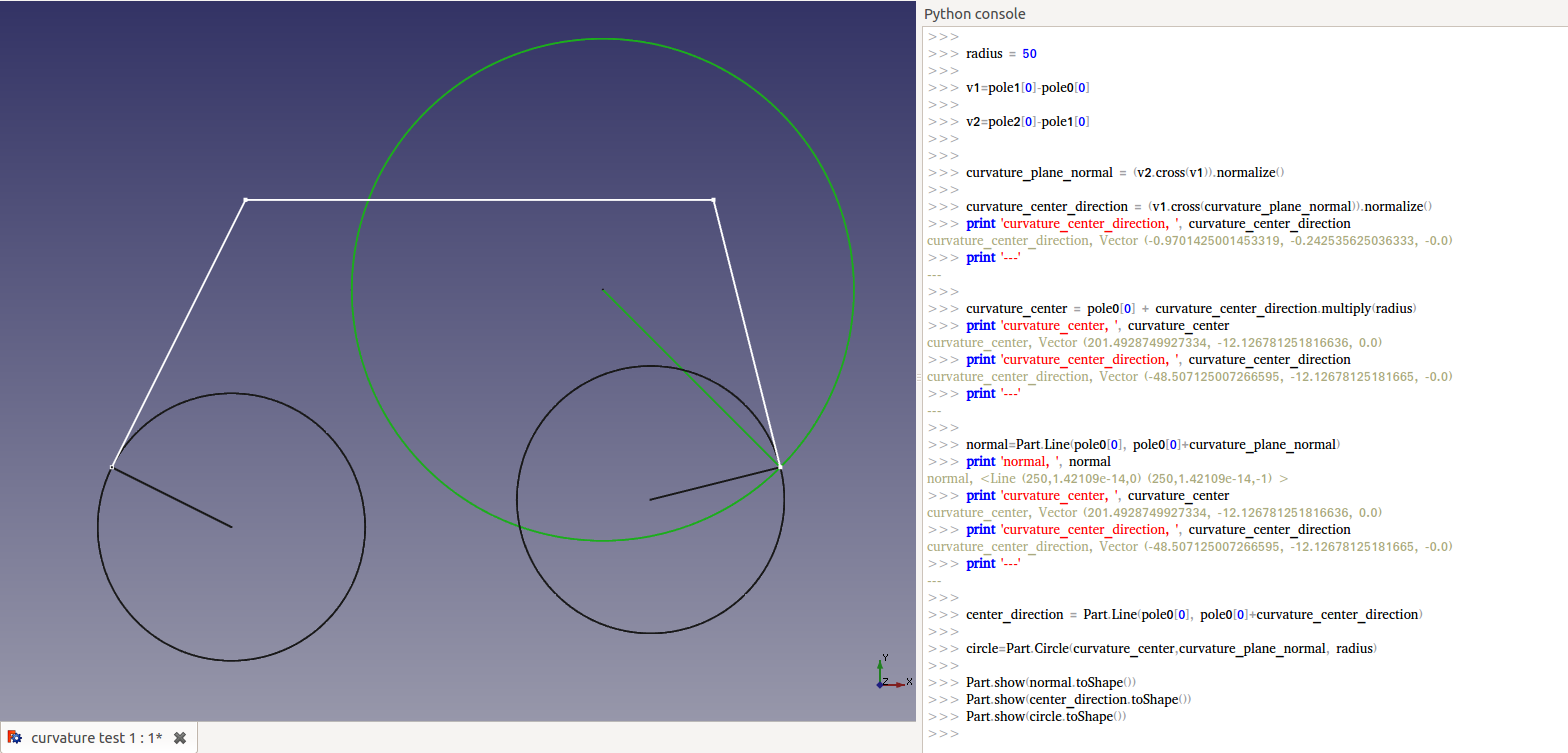 Python console
>>>
>>> radius = 50
>>>
>>> v1=pole1[0]-pole0[0]
>>>
>>> v2=pole2[0]-pole1[0]
>>>
>>>
>>> curvature_plane_normal = (v2.cross(v1)).normalize()
>>>
>>> curvature_center_direction = (v1.cross(curvature_plane_normal)).normalize()
>>> print 'curvature_center_direction, ', curvature_center_direction
curvature_center_direction, Vector (-0.9701425001453319, -0.242535625036333, -0.0)
>>> print '---'
---
>>>
>>> curvature_center = pole0[0] + curvature_center_direction.multiply(radius)
>>> print 'curvature_center, ', curvature_center
curvature_center, Vector (201.4928749927334, -12.126781251816636, 0.0)
>>> print 'curvature_center_direction, ', curvature_center_direction
curvature_center_direction, Vector (-48.507125007266595, -12.12678125181665, -0.0)
>>> print '---'
---
>>>
>>> normal=Part.Line(pole0[0], pole0[0]+curvature_plane_normal)
>>> print 'normal, ', normal
normal, <Line (250,1.42109e-14,0) (250,1.42109e-14,-1) >
>>> print 'curvature_center, ', curvature_center
curvature_center, Vector (201.4928749927334, -12.126781251816636, 0.0)
>>> print 'curvature_center_direction, ', curvature_center_direction
curvature_center_direction, Vector (-48.507125007266595, -12.12678125181665, -0.0)
>>> print '---'
---
>>>
>>> center_direction = Part.Line(pole0[0], pole0[0]+curvature_center_direction)
>>>
>>> circle=Part.Circle(curvature_center,curvature_plane_normal, radius)
>>>
>>> Part.show(normal.toShape())
>>> Part.show(center_direction.toShape())
>>> Part.show(circle.toShape())
>>>
Y
Z X
curvature test 1 : 1*